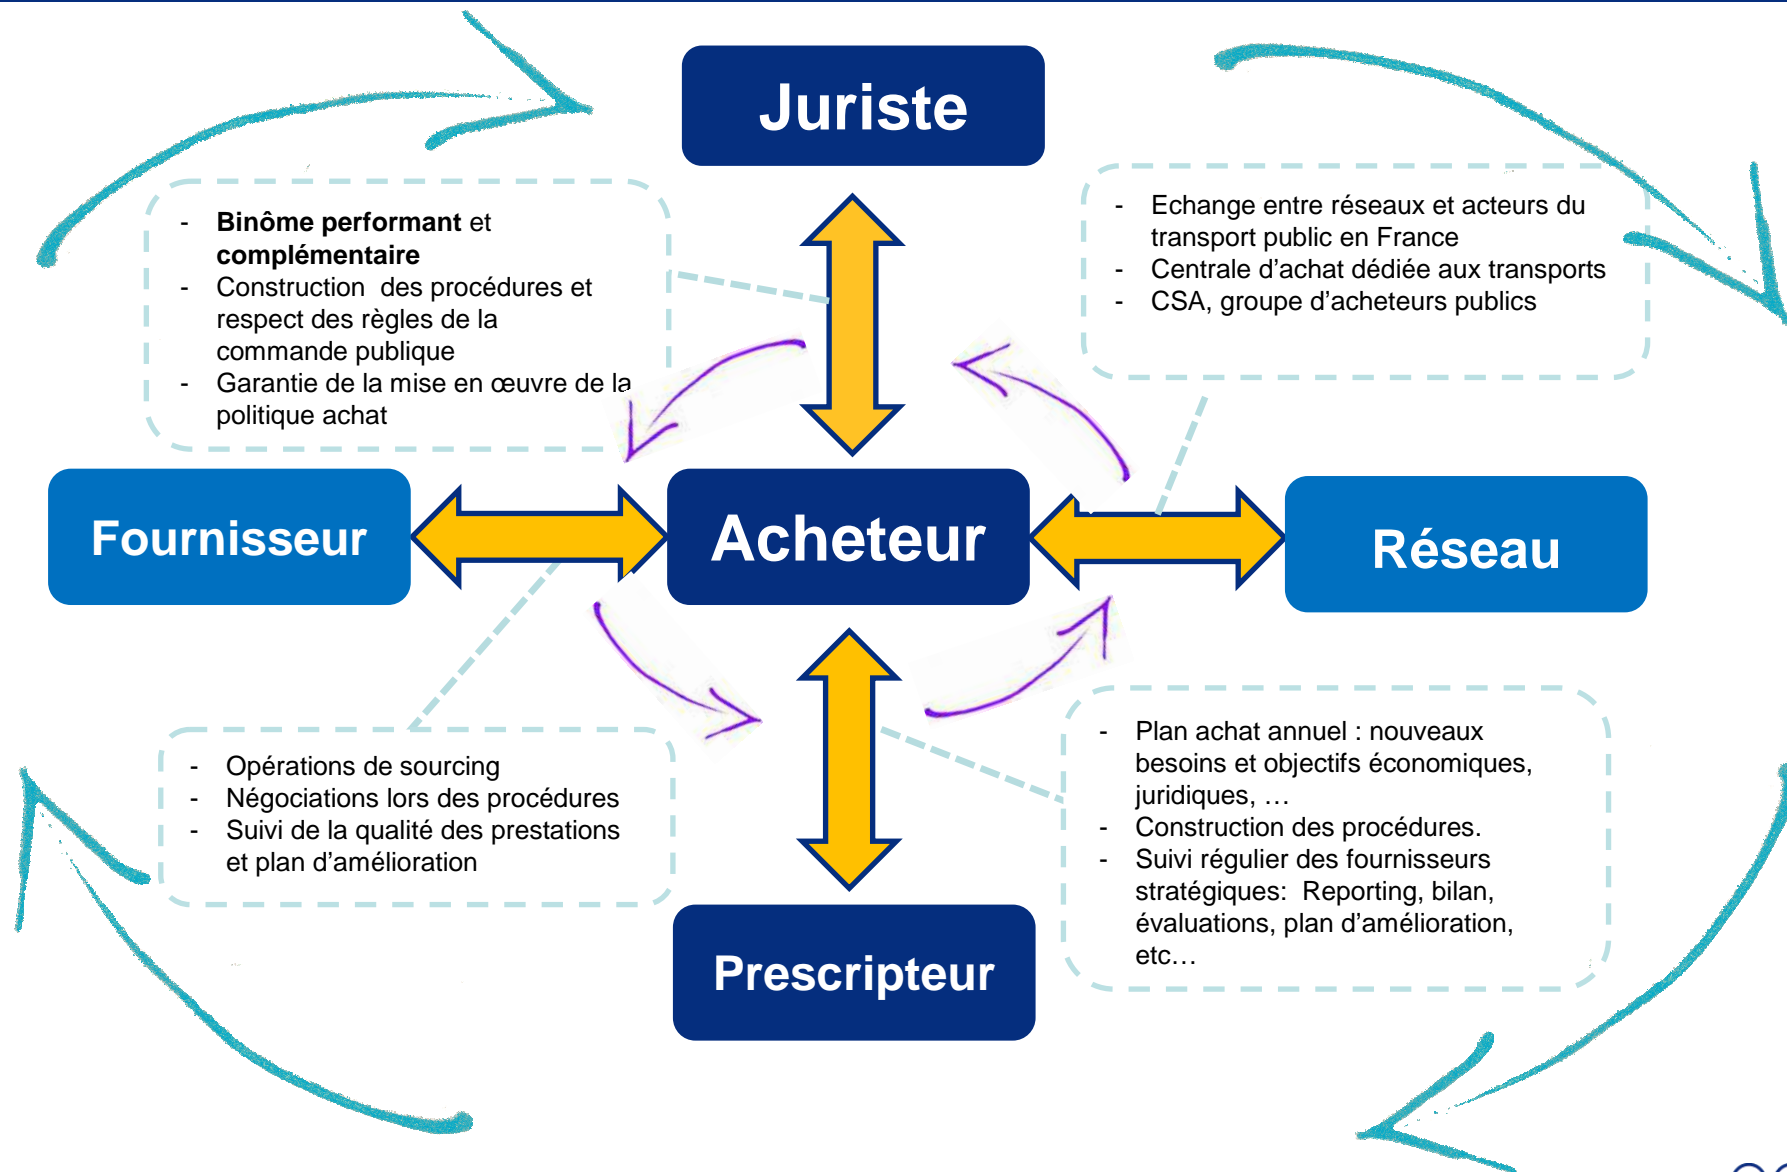 Juriste
- Binôme performant et
complémentaire
- Construction  des procédures et
respect des règles de la
commande publique
- Garantie de la mise en œuvre de la
politique achat
- Echange entre réseaux et acteurs du
transport public en France
- Centrale d’achat dédiée aux transports
- CSA, groupe d’acheteurs publics
Fournisseur
Acheteur
Réseau
- Opérations de sourcing
- Négociations lors des procédures
- Suivi de la qualité des prestations
et plan d’amélioration
- Plan achat annuel : nouveaux
besoins et objectifs économiques,
juridiques, …
- Construction des procédures.
- Suivi régulier des fournisseurs
stratégiques:  Reporting, bilan,
évaluations, plan d’amélioration,
etc…
Prescripteur